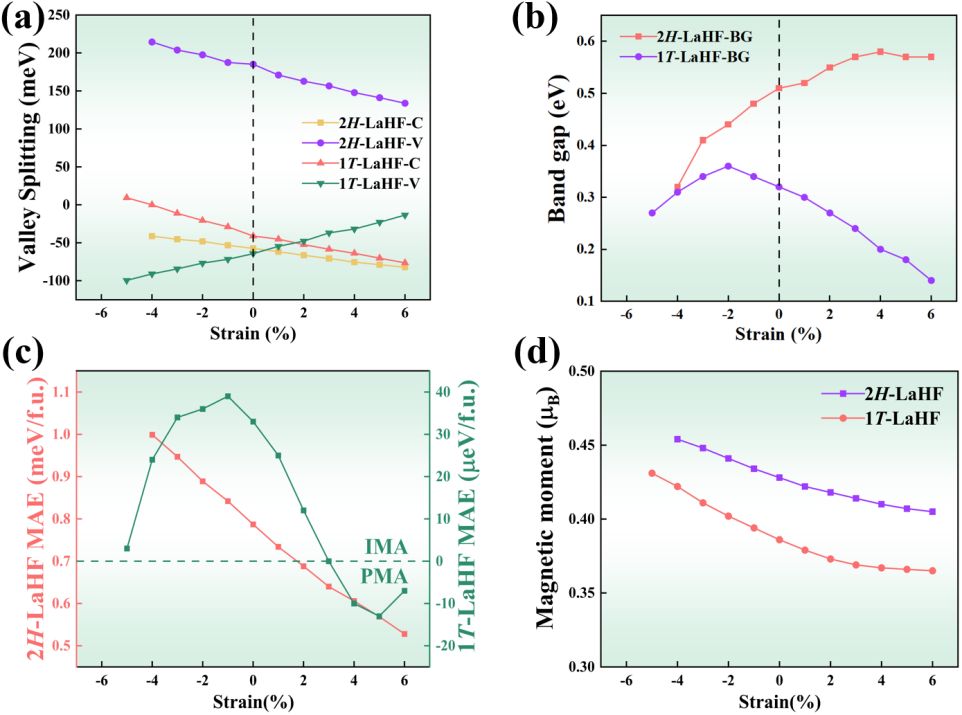 (a)
Valley Splitting (meV)
250
200
150
100
50
0
-50
-100
2H-LaHF-C
2H-LaHF-V
1T-LaHF-C
1T-LaHF-V
-6 -4 -2 0 2 4 6
Strain (%)
(b)
Band gap (eV)
0.6
0.5
0.4
0.3
0.2
0.1
2H-LaHF-BG
1T-LaHF-BG
-6 -4 -2 0 2 4 6
Strain (%)
(c)
2H-LaHF MAE (meV/f.u.)
1.1
1.0
0.9
0.8
0.7
0.6
0.5
IMA
PMA
40
30
20
10
0
-10
-20
1T-LaHF MAE (μeV/f.u.)
-6 -4 -2 0 2 4 6
Strain(%)
(d)
Magnetic moment (μB)
0.50
0.45
0.40
0.35
0.30
2H-LaHF
1T-LaHF
-6 -4 -2 0 2 4 6
Strain(%)